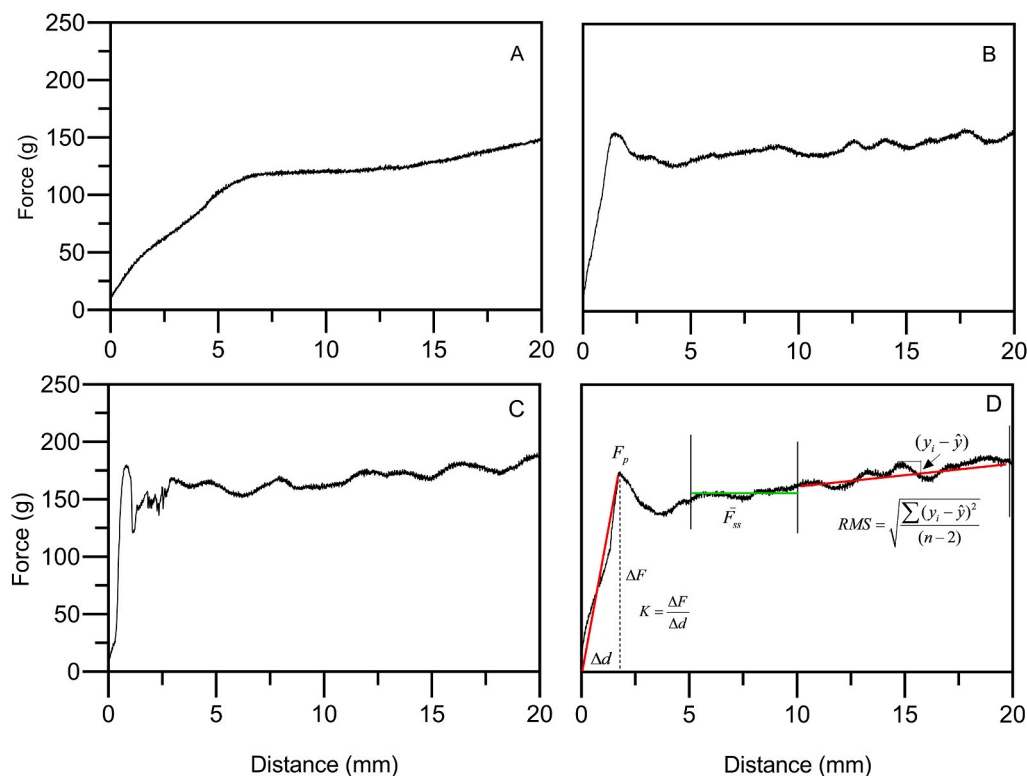 250
200
150
100
50
0
Force (g)
A
0 5 10 15 20
B
0 5 10 15 20
250
200
150
100
50
0
Force (g)
C
0 5 10 15 20
Distance (mm)
D
F_p
(y_i − ŷ)
F̄_ss
RMS = √(∑(y_i − ŷ)² / (n − 2))
ΔF
K = ΔF / Δd
Δd
0 5 10 15 20
Distance (mm)